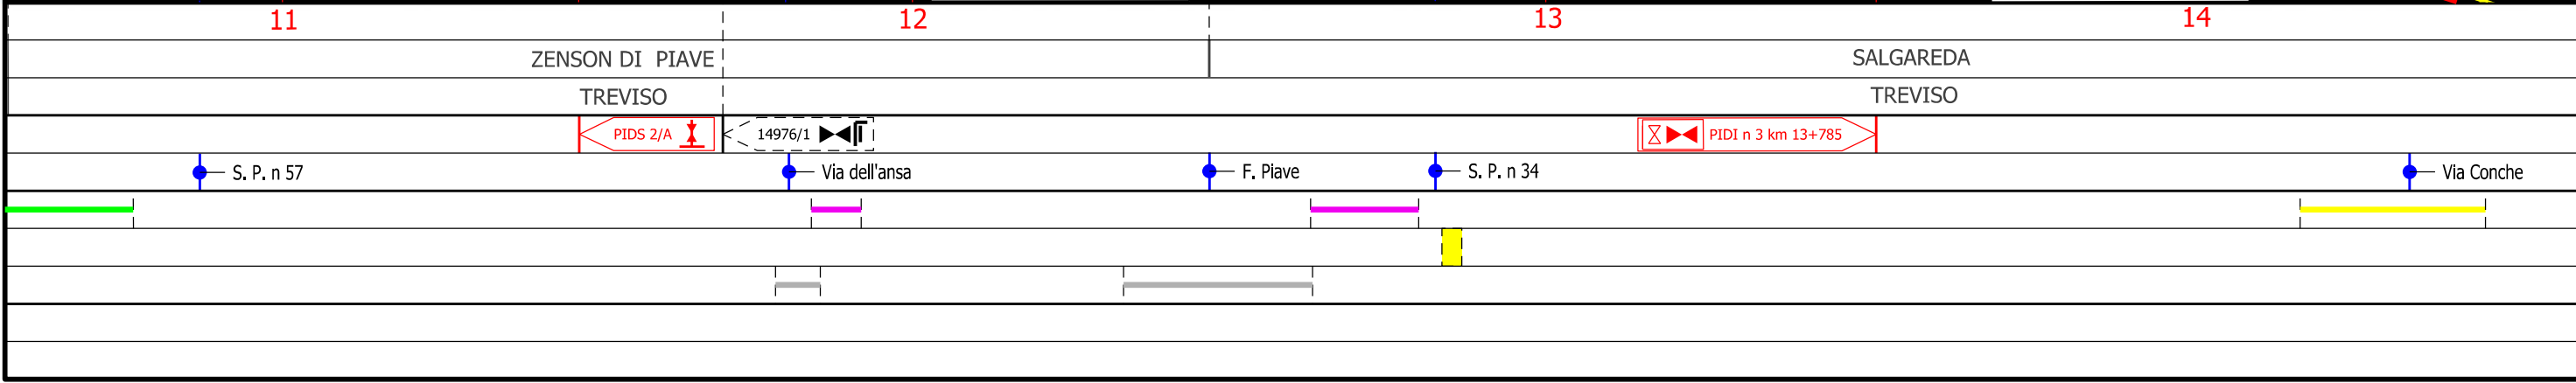 11 12 13 14
ZENSON DI PIAVE SALGAREDA
TREVISO TREVISO
PIDS 2/A 14976/1 PIDI n 3 km 13+785
S. P. n 57 Via dell'ansa F. Piave S. P. n 34 Via Conche